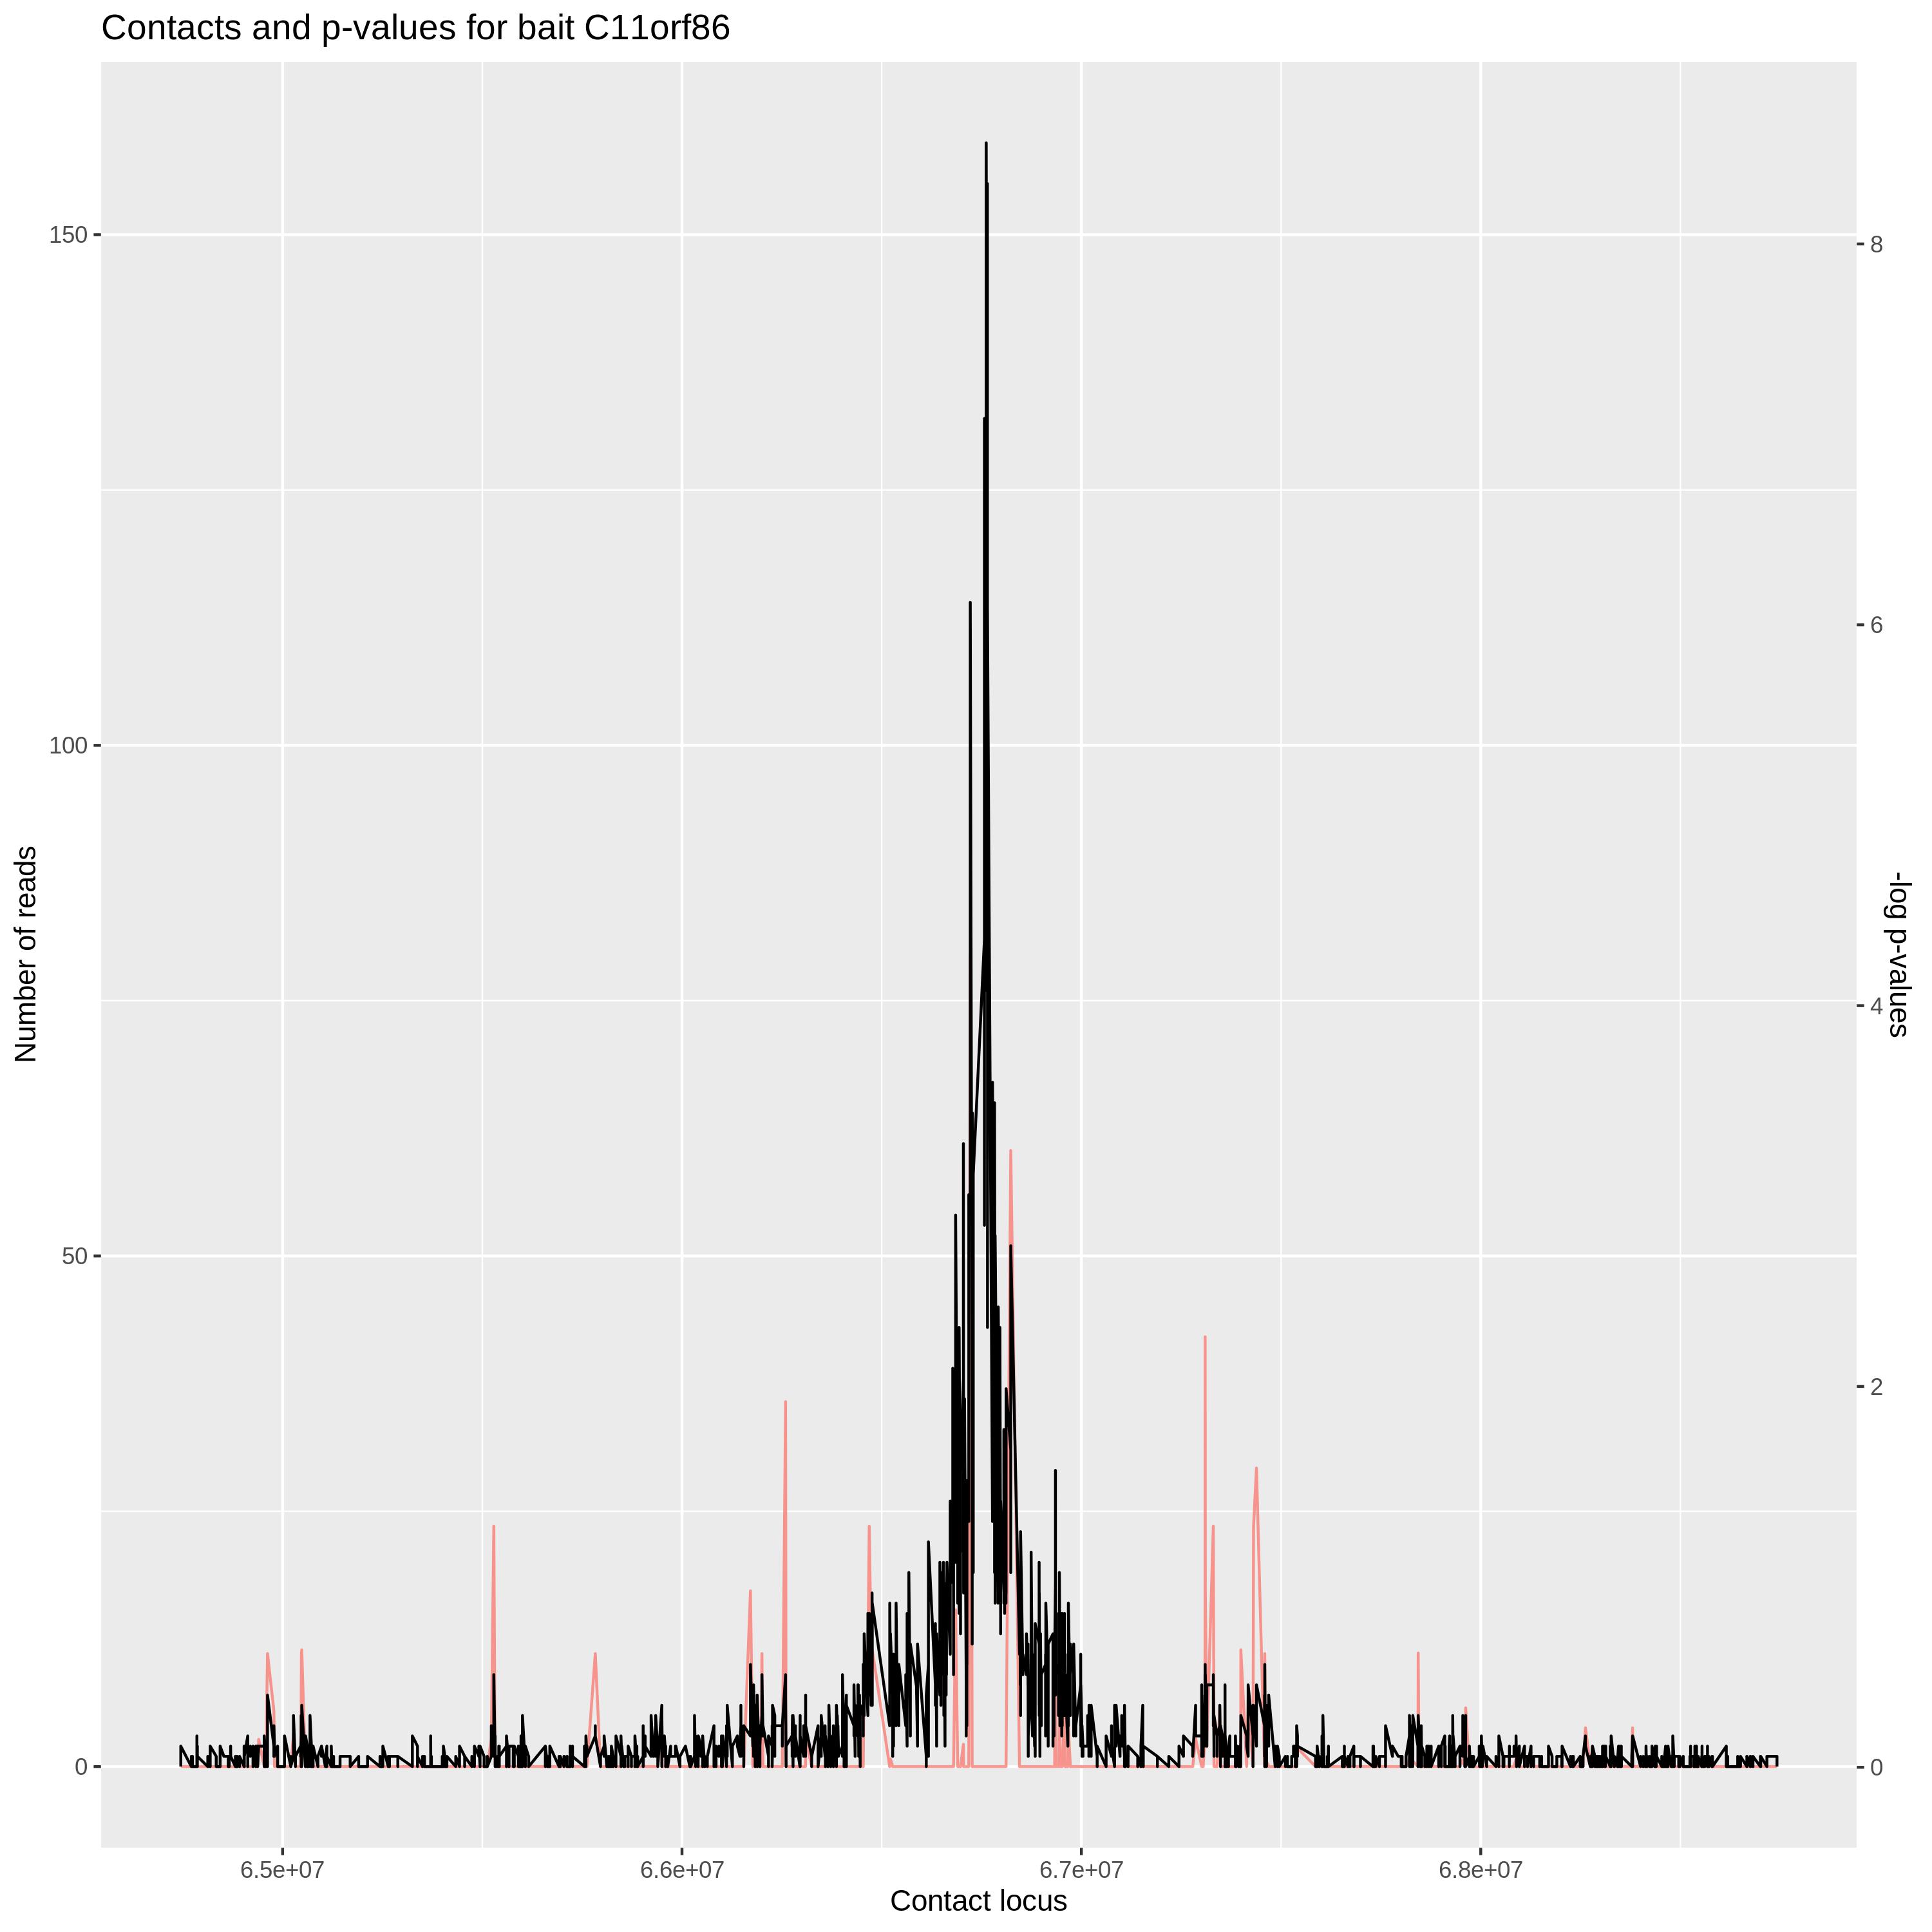 Contacts and p-values for bait C11orf86
150
100
50
0
8
6
4
2
0
Number of reads
-log p-values
6.5e+07
6.6e+07
6.7e+07
6.8e+07
Contact locus